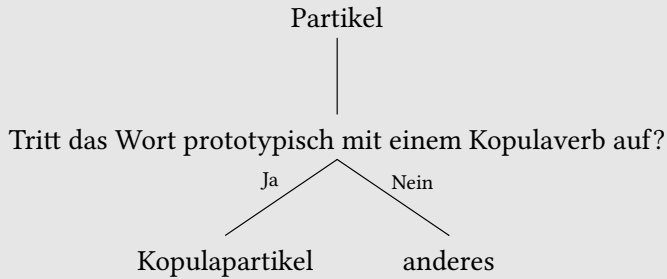 Partikel
Tritt das Wort prototypisch mit einem Kopulaverb auf?
Ja
Nein
Kopulapartikel
anderes